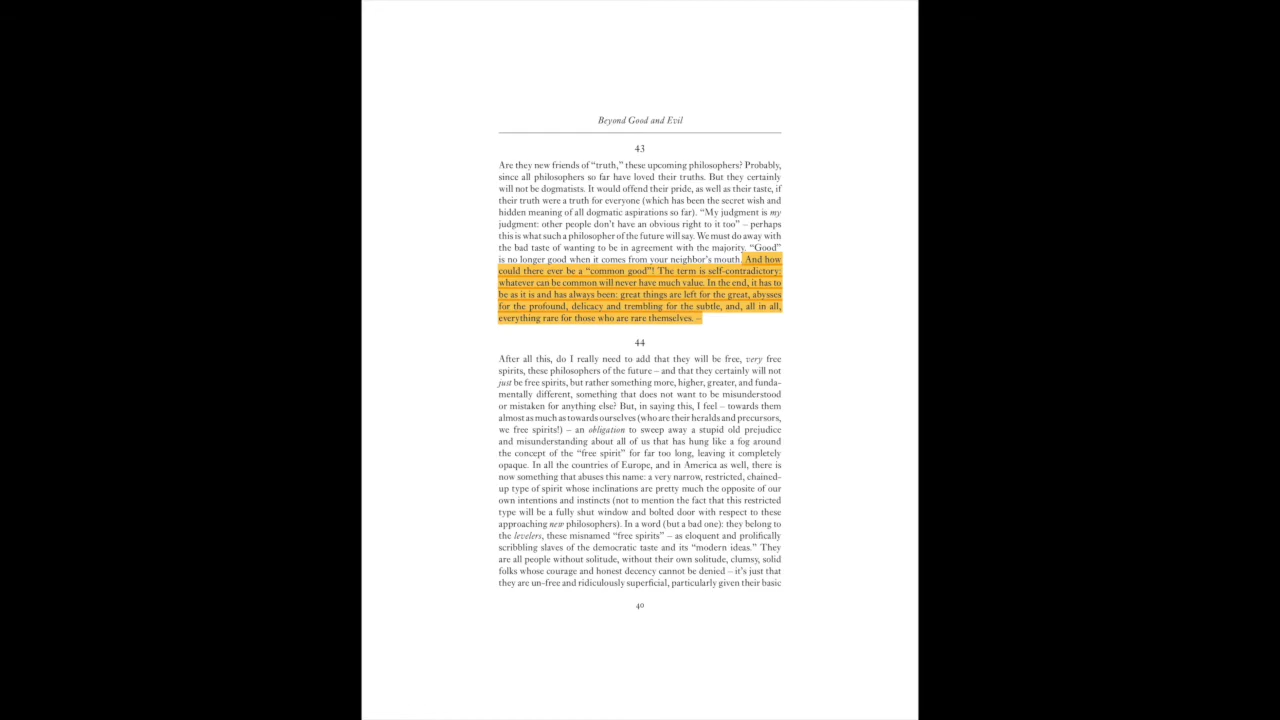 Beyond Good and Evil
43
Are they new friends of “truth,” these upcoming philosophers? Probably,
since all philosophers so far have loved their truths. But they certainly
will not be dogmatists. It would offend their pride, as well as their taste, if
their truth were a truth for everyone (which has been the secret wish and
hidden meaning of all dogmatic aspirations so far). “My judgment is my
judgment: other people don’t have an obvious right to it too” – perhaps
this is what such a philosopher of the future will say. We must do away with
the bad taste of wanting to be in agreement with the majority. “Good”
is no longer good when it comes from your neighbor’s mouth. And how
could there ever be a “common good”! The term is self-contradictory:
whatever can be common will never have much value. In the end, it has to
be as it is and has always been: great things are left for the great, abysses
for the profound, delicacy and trembling for the subtle, and, all in all,
everything rare for those who are rare themselves. –
44
After all this, do I really need to add that they will be free, very free
spirits, these philosophers of the future – and that they certainly will not
just be free spirits, but rather something more, higher, greater, and funda-
mentally different, something that does not want to be misunderstood
or mistaken for anything else? But, in saying this, I feel – towards them
almost as much as towards ourselves (who are their heralds and precursors,
we free spirits!) – an obligation to sweep away a stupid old prejudice
and misunderstanding about all of us that has hung like a fog around
the concept of the “free spirit” for far too long, leaving it completely
opaque. In all the countries of Europe, and in America as well, there is
now something that abuses this name: a very narrow, restricted, chained-
up type of spirit whose inclinations are pretty much the opposite of our
own intentions and instincts (not to mention the fact that this restricted
type will be a fully shut window and bolted door with respect to these
approaching new philosophers). In a word (but a bad one): they belong to
the levelers, these misnamed “free spirits” – as eloquent and prolifically
scribbling slaves of the democratic taste and its “modern ideas.” They
are all people without solitude, without their own solitude, clumsy, solid
folks whose courage and honest decency cannot be denied – it’s just that
they are un-free and ridiculously superficial, particularly given their basic
40